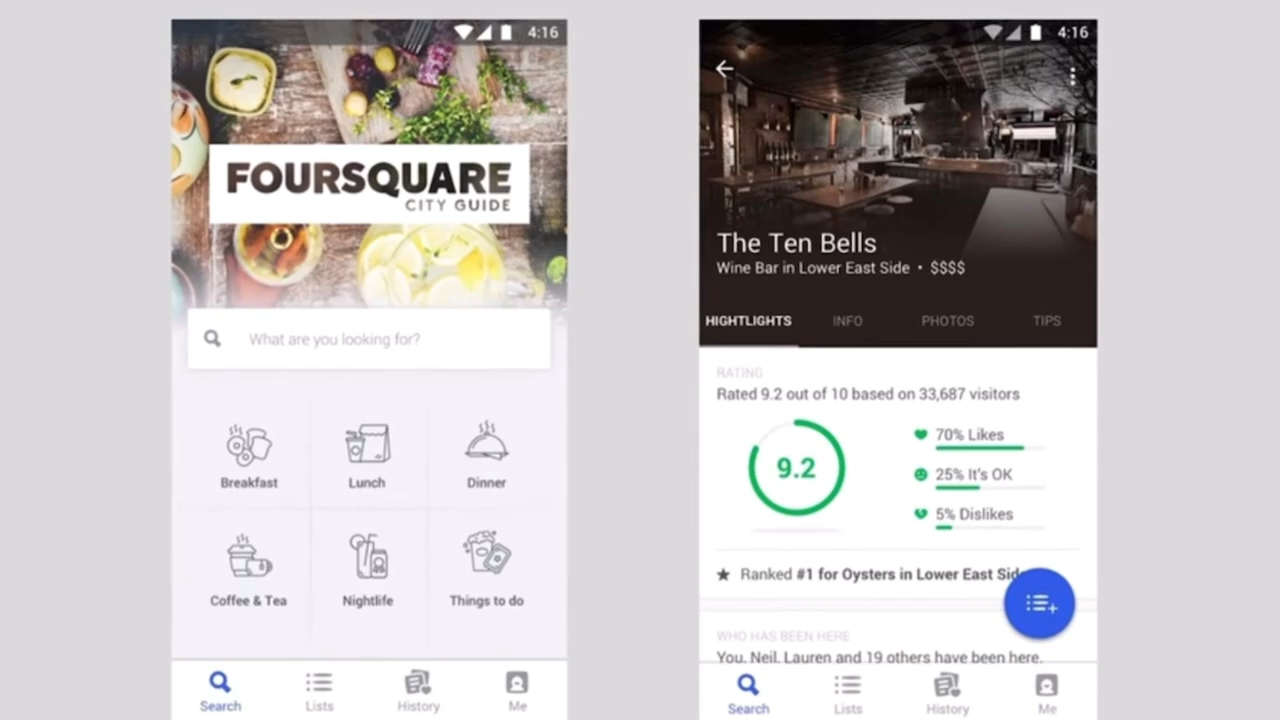 4:16
FOURSQUARE
CITY GUIDE
What are you looking for?
Breakfast
Lunch
Dinner
Coffee & Tea
Nightlife
Things to do
Search
Lists
History
Me
4:16
The Ten Bells
Wine Bar in Lower East Side • $$$$
HIGHTLIGHTS
INFO
PHOTOS
TIPS
RATING
Rated 9.2 out of 10 based on 33,687 visitors
9.2
70% Likes
25% It's OK
5% Dislikes
Ranked #1 for Oysters in Lower East Side
WHO HAS BEEN HERE
You, Neil, Lauren and 19 others have been here.
Search
Lists
History
Me